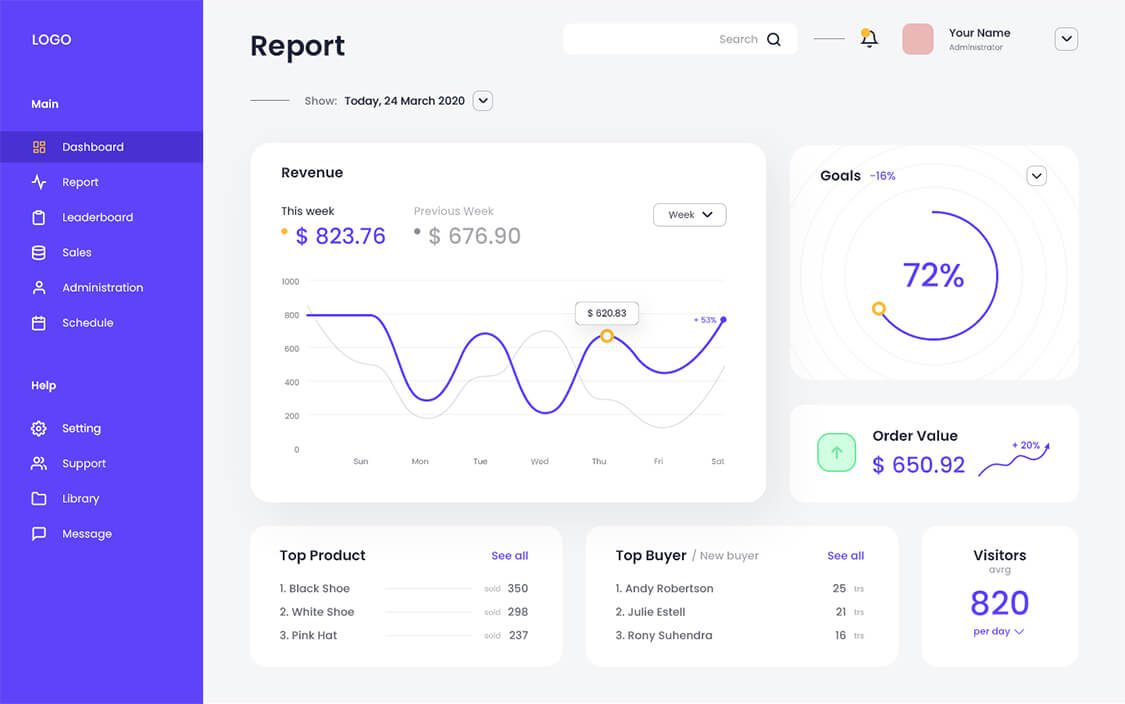 LOGO
Main
Dashboard
Report
Leaderboard
Sales
Administration
Schedule
Help
Setting
Support
Library
Message
Report
Search
Your Name
Administrator
Show: Today, 24 March 2020
Revenue
This week
$ 823.76
Previous Week
$ 676.90
Week
1000
800
600
400
200
0
$ 620.83
+ 53%
Sun Mon Tue Wed Thu Fri Sat
Goals -16%
72%
Order Value
$ 650.92
+ 20%
Top Product See all
1. Black Shoe sold 350
2. White Shoe sold 298
3. Pink Hat sold 237
Top Buyer / New buyer See all
1. Andy Robertson 25 trs
2. Julie Estell 21 trs
3. Rony Suhendra 16 trs
Visitors
avrg
820
per day